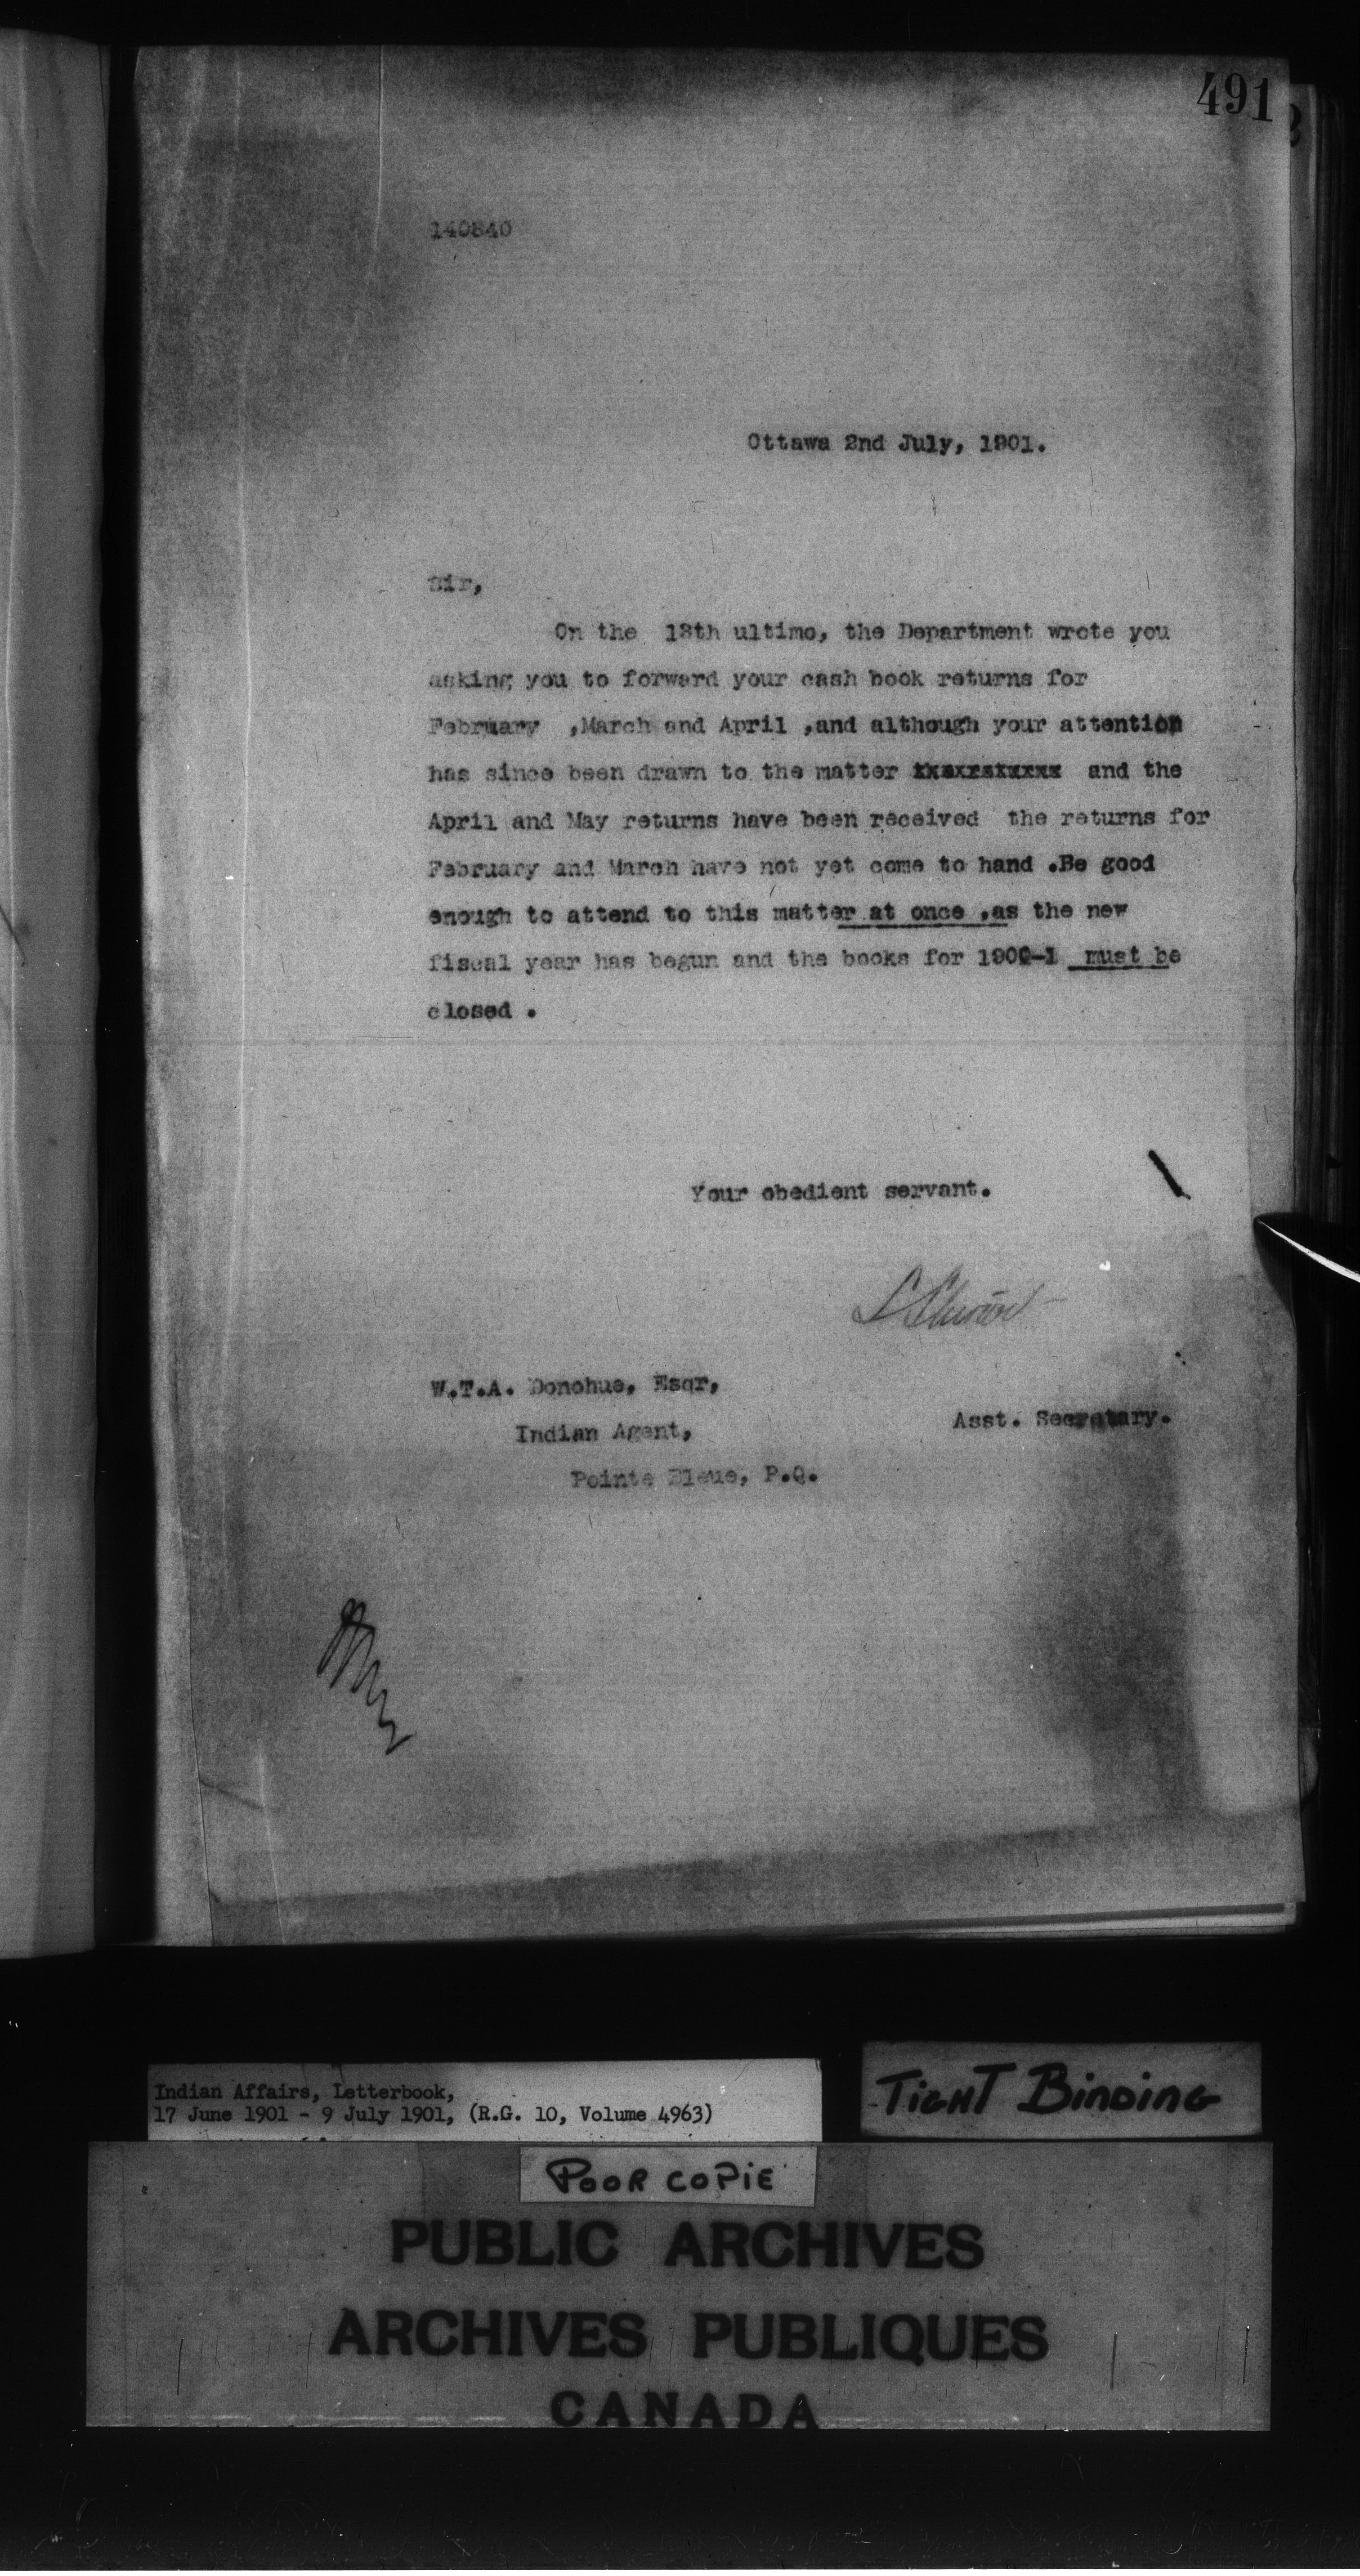 491
140840
Ottawa 2nd July, 1901.
Sir,
On the 13th ultimo, the Department wrote you
asking you to forward your cash book returns for
February ,March and April ,and although your attention
has since been drawn to the matter and the
April and May returns have been received the returns for
February and March have not yet come to hand .Be good
enough to attend to this matter at once ,as the new
fiscal year has begun and the books for 1900-1 must be
closed .
Your obedient servant.
W.T.A. Donohue, Esqr,
Asst. Secretary.
Indian Agent,
Pointe Bleue, P.Q.
Indian Affairs, Letterbook,
17 June 1901 - 9 July 1901, (R.G. 10, Volume 4963)
TIGHT BINDING
POOR COPIE
PUBLIC ARCHIVES
ARCHIVES PUBLIQUES
CANADA